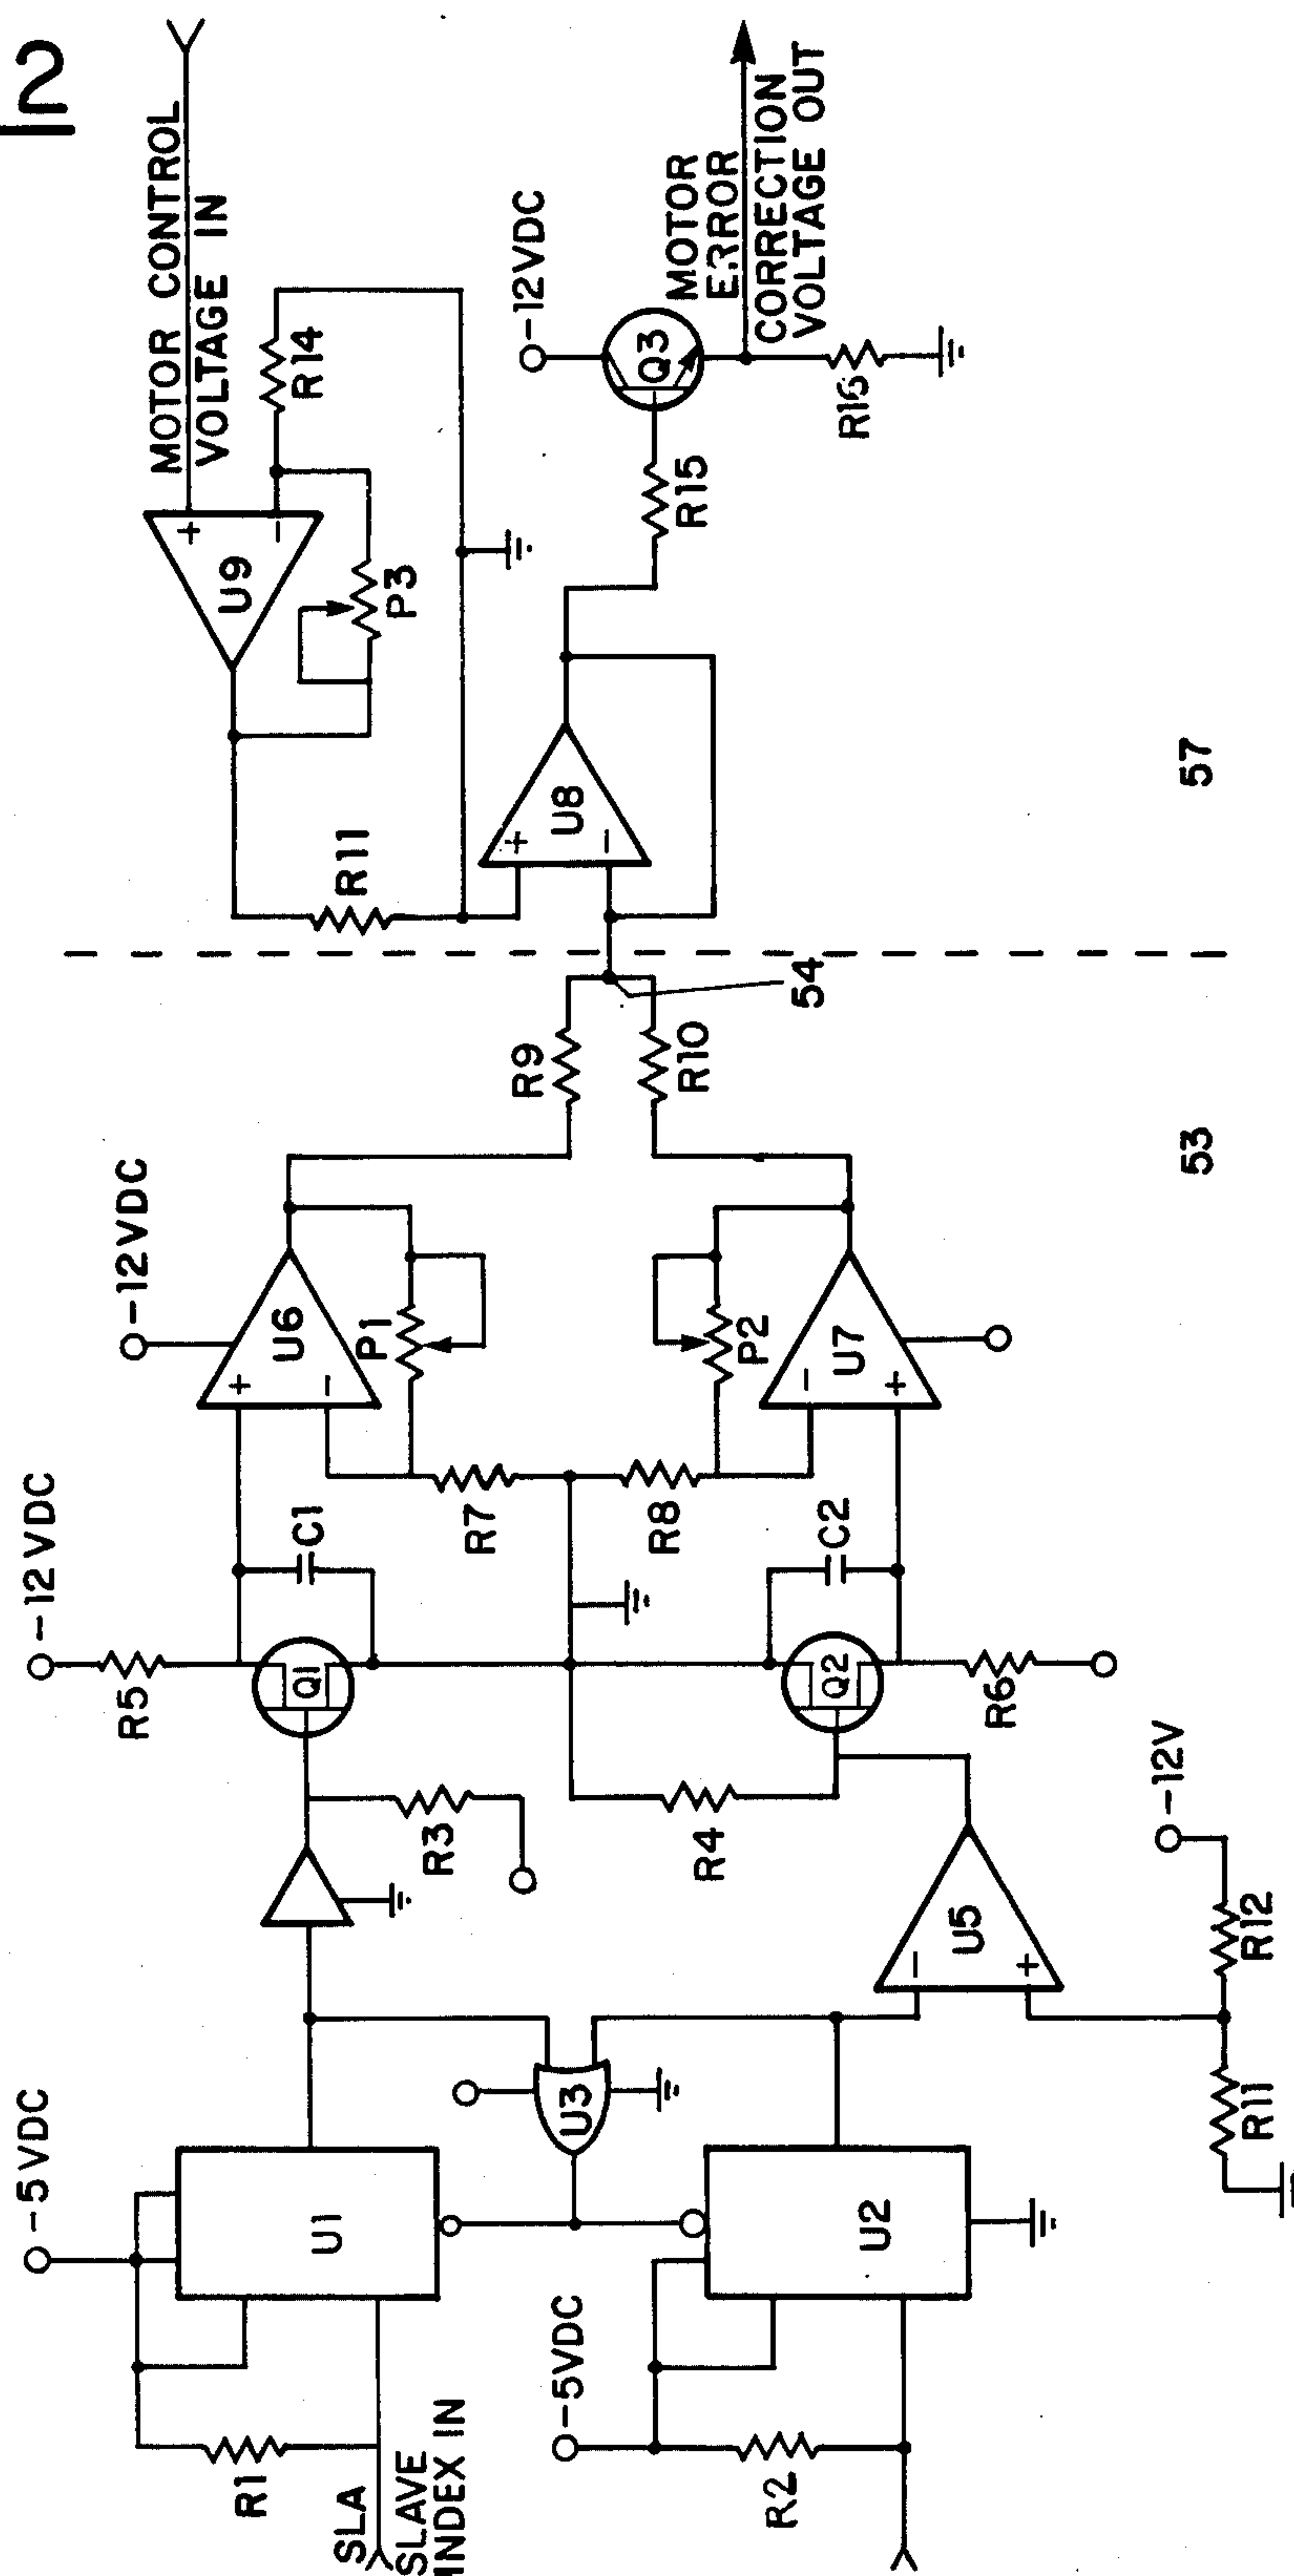 12
MOTOR CONTROL
VOLTAGE IN
U9
+
-
R14
P3
R11
-12VDC
Q3
MOTOR
ERROR
CORRECTION
VOLTAGE OUT
R15
R16
U8
+
-
57
54
53
R9
R10
-12VDC
U6
+
-
P1
P2
U7
-
+
-12 VDC
R5
Q1
C1
R7
R8
C2
Q2
R6
R3
R4
U5
-
+
-12V
R12
R11
-5VDC
U1
U3
U2
R1
SLA
SLAVE
INDEX IN
-5VDC
R2